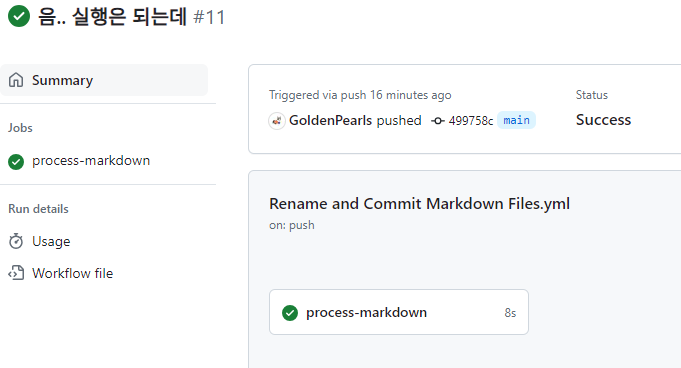 음.. 실행은 되는데 #11
Summary
Jobs
process-markdown
Run details
Usage
Workflow file
Triggered via push 16 minutes ago
GoldenPearls pushed 499758c main
Status
Success
Rename and Commit Markdown Files.yml
on: push
process-markdown 8s